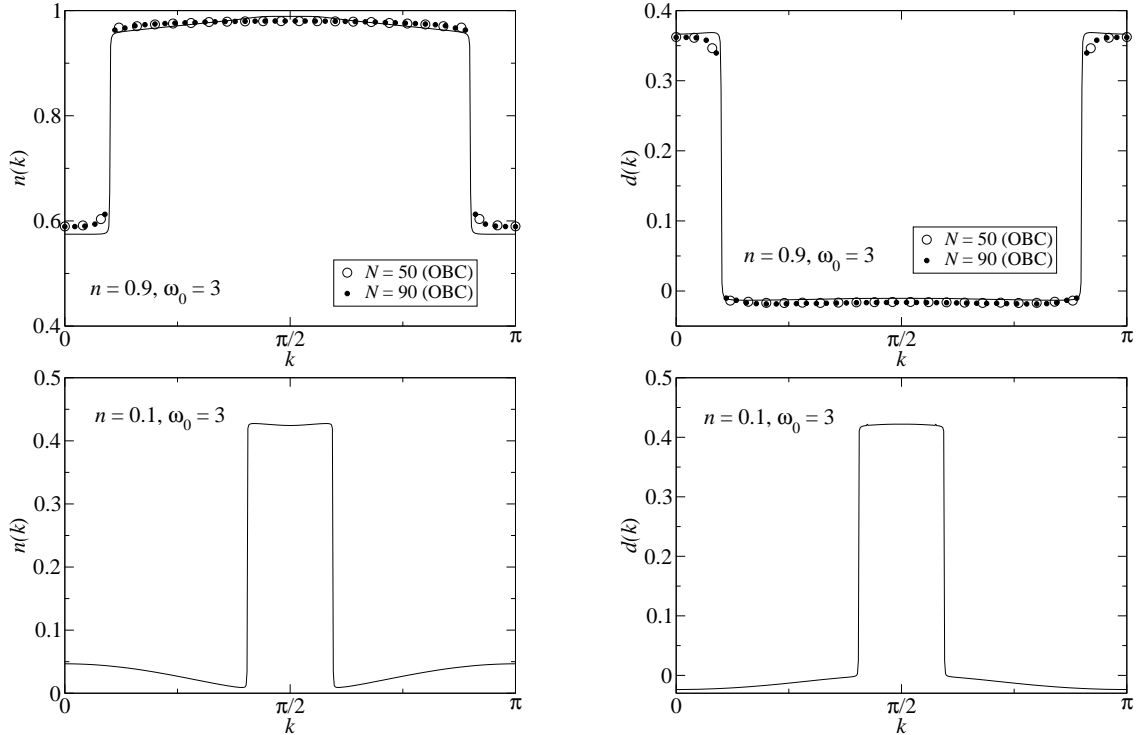 1
0.8
0.6
0.4
n(k)
n = 0.9, ω0 = 3
N = 50 (OBC)
N = 90 (OBC)
0
π/2
π
k
0.4
0.3
0.2
0.1
0
d(k)
n = 0.9, ω0 = 3
N = 50 (OBC)
N = 90 (OBC)
0
π/2
π
k
0.5
0.4
0.3
0.2
0.1
0
n(k)
n = 0.1, ω0 = 3
0
π/2
π
k
0.5
0.4
0.3
0.2
0.1
0
d(k)
n = 0.1, ω0 = 3
0
π/2
π
k